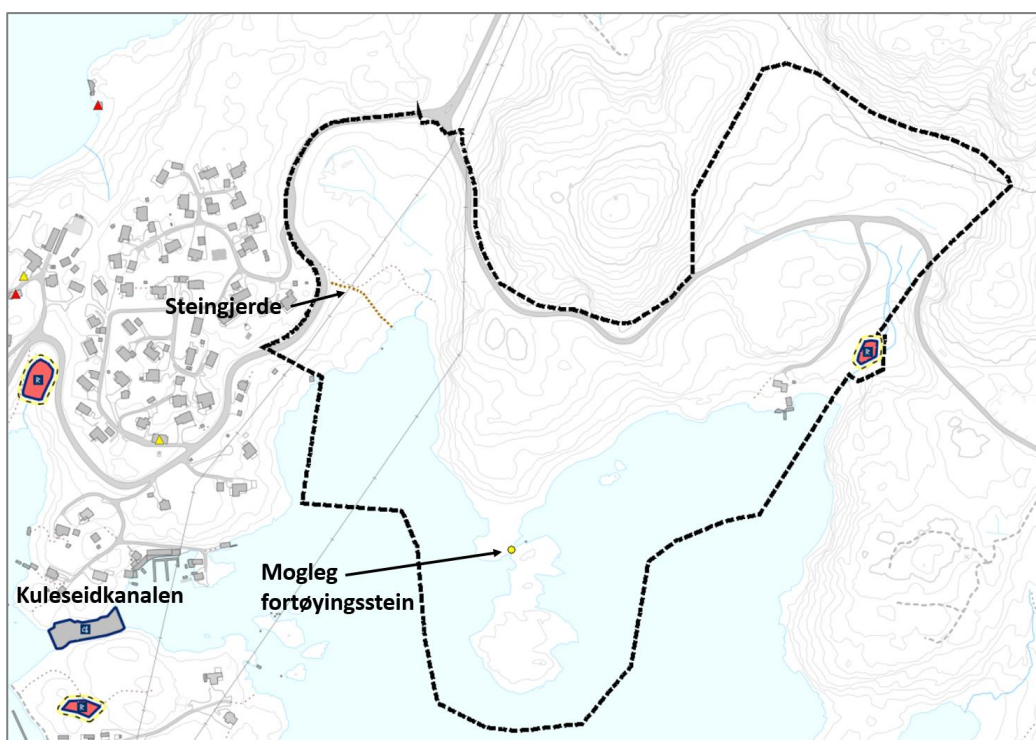 Steingjerde
Mogleg
fortøyingsstein
Kuleseidkanalen
R
R
R